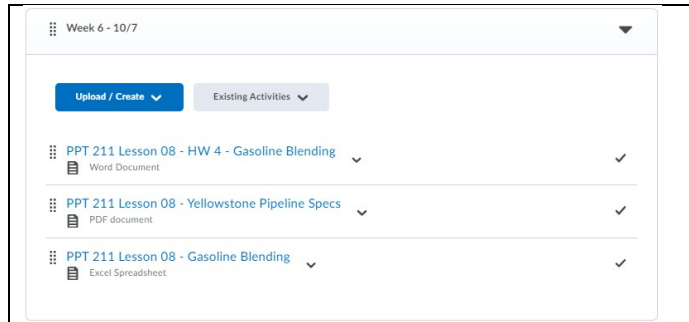 Week 6 - 10/7
Upload / Create Existing Activities
PPT 211 Lesson 08 - HW 4 - Gasoline Blending
Word Document
PPT 211 Lesson 08 - Yellowstone Pipeline Specs
PDF document
PPT 211 Lesson 08 - Gasoline Blending
Excel Spreadsheet